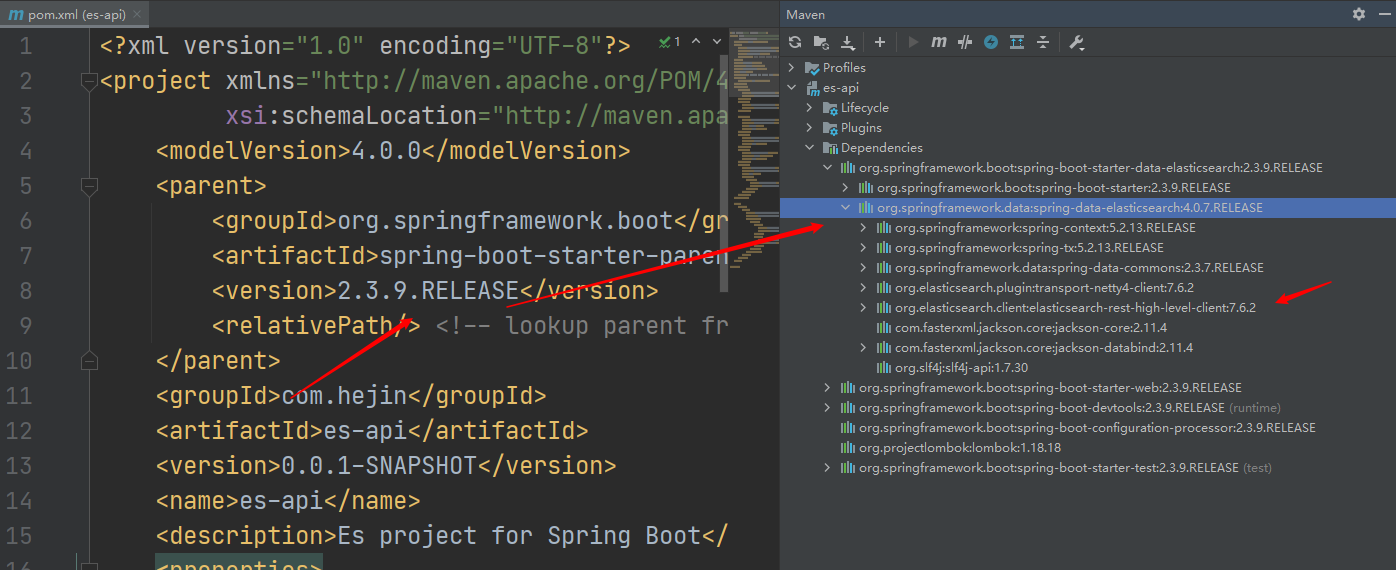 pom.xml (es-api)
1 <?xml version="1.0" encoding="UTF-8"?>
1
2 <project xmlns="http://maven.apache.org/POM/4
3 xsi:schemaLocation="http://maven.apa
4 <modelVersion>4.0.0</modelVersion>
5 <parent>
6 <groupId>org.springframework.boot</gr
7 <artifactId>spring-boot-starter-paren
8 <version>2.3.9.RELEASE</version>
9 <relativePath/> <!-- lookup parent fr
10 </parent>
11 <groupId>com.hejin</groupId>
12 <artifactId>es-api</artifactId>
13 <version>0.0.1-SNAPSHOT</version>
14 <name>es-api</name>
15 <description>Es project for Spring Boot</
16 <properties>
Maven
Profiles
es-api
Lifecycle
Plugins
Dependencies
org.springframework.boot:spring-boot-starter-data-elasticsearch:2.3.9.RELEASE
org.springframework.boot:spring-boot-starter:2.3.9.RELEASE
org.springframework.data:spring-data-elasticsearch:4.0.7.RELEASE
org.springframework:spring-context:5.2.13.RELEASE
org.springframework:spring-tx:5.2.13.RELEASE
org.springframework.data:spring-data-commons:2.3.7.RELEASE
org.elasticsearch.plugin:transport-netty4-client:7.6.2
org.elasticsearch.client:elasticsearch-rest-high-level-client:7.6.2
com.fasterxml.jackson.core:jackson-core:2.11.4
com.fasterxml.jackson.core:jackson-databind:2.11.4
org.slf4j:slf4j-api:1.7.30
org.springframework.boot:spring-boot-starter-web:2.3.9.RELEASE
org.springframework.boot:spring-boot-devtools:2.3.9.RELEASE (runtime)
org.springframework.boot:spring-boot-configuration-processor:2.3.9.RELEASE
org.projectlombok:lombok:1.18.18
org.springframework.boot:spring-boot-starter-test:2.3.9.RELEASE (test)